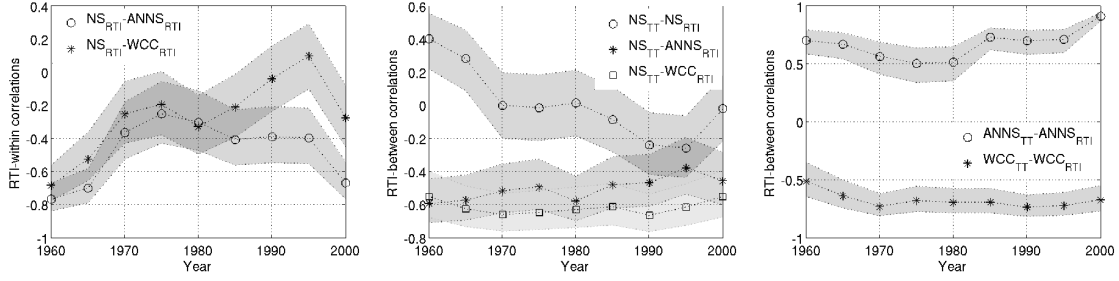 NS_RTI-ANNS_RTI
NS_RTI-WCC_RTI
RTI-within correlations
0.4
0.2
0
-0.2
-0.4
-0.6
-0.8
-1
1960
1970
1980
1990
2000
Year
NS_TT-NS_RTI
NS_TT-ANNS_RTI
NS_TT-WCC_RTI
RTI-between correlations
0.6
0.4
0.2
0
-0.2
-0.4
-0.6
-0.8
1960
1970
1980
1990
2000
Year
ANNS_TT-ANNS_RTI
WCC_TT-WCC_RTI
RTI-between correlations
1
0.5
0
-0.5
-1
1960
1970
1980
1990
2000
Year